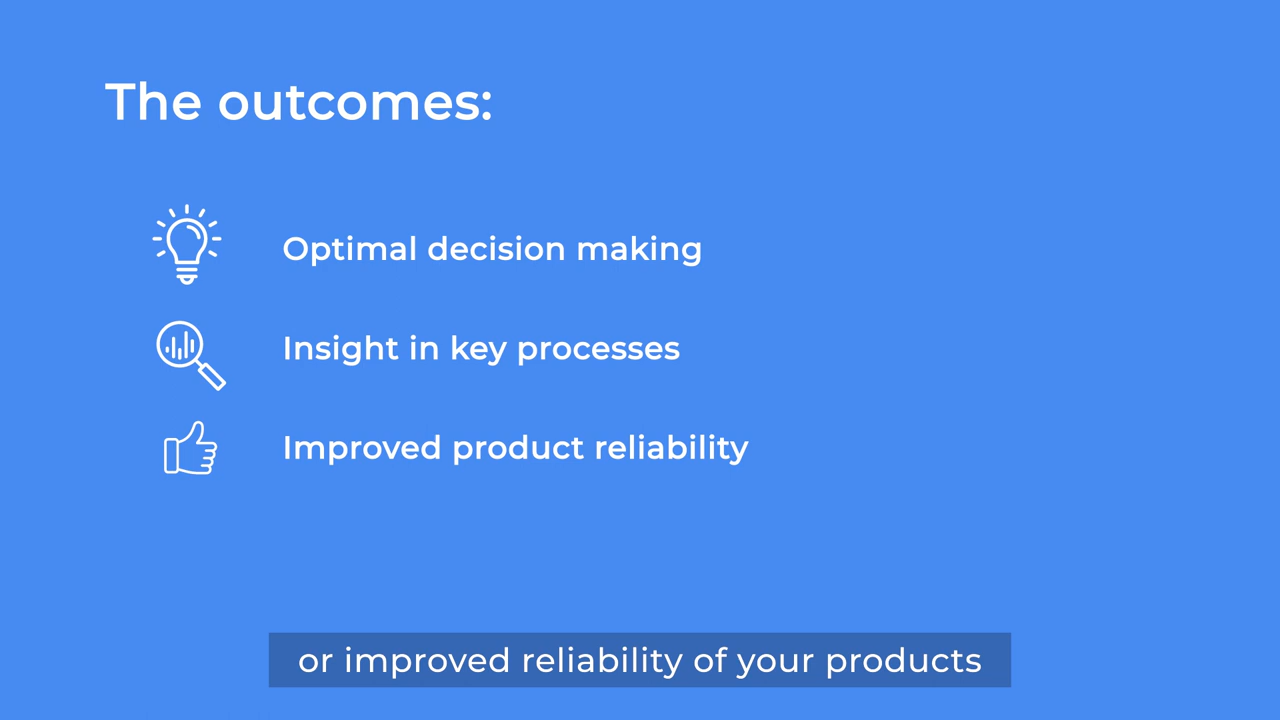 The outcomes:
Optimal decision making
Insight in key processes
Improved product reliability
or improved reliability of your products